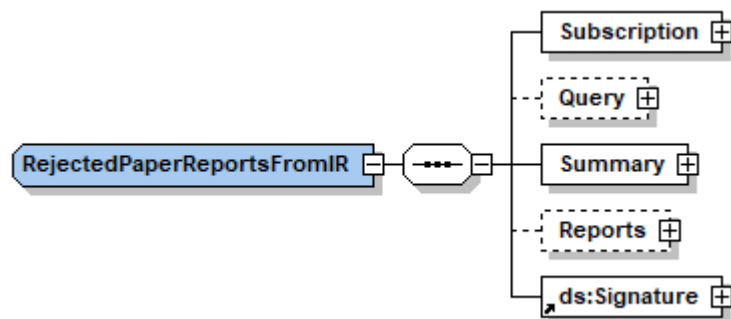 Subscription
Query
RejectedPaperReportsFromIR
Summary
Reports
ds:Signature